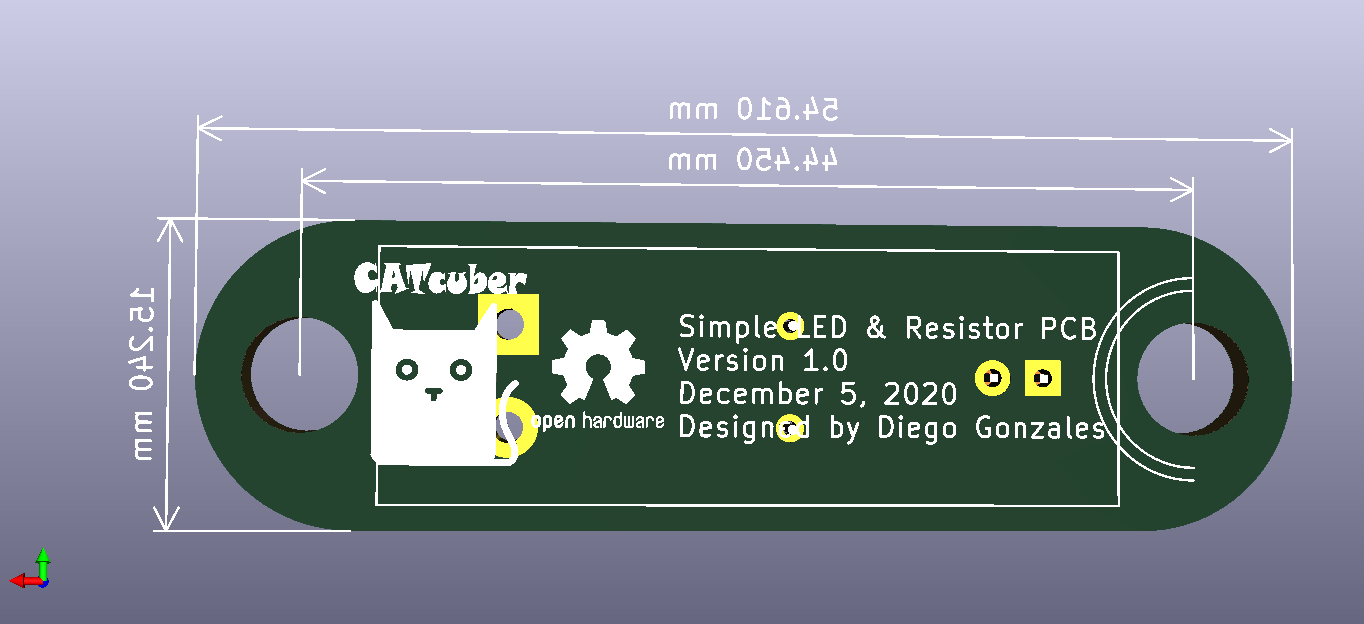 54.610 mm
44.450 mm
15.240 mm
CATcuber
Simple LED & Resistor PCB
Version 1.0
December 5, 2020
Designed by Diego Gonzales
open hardware